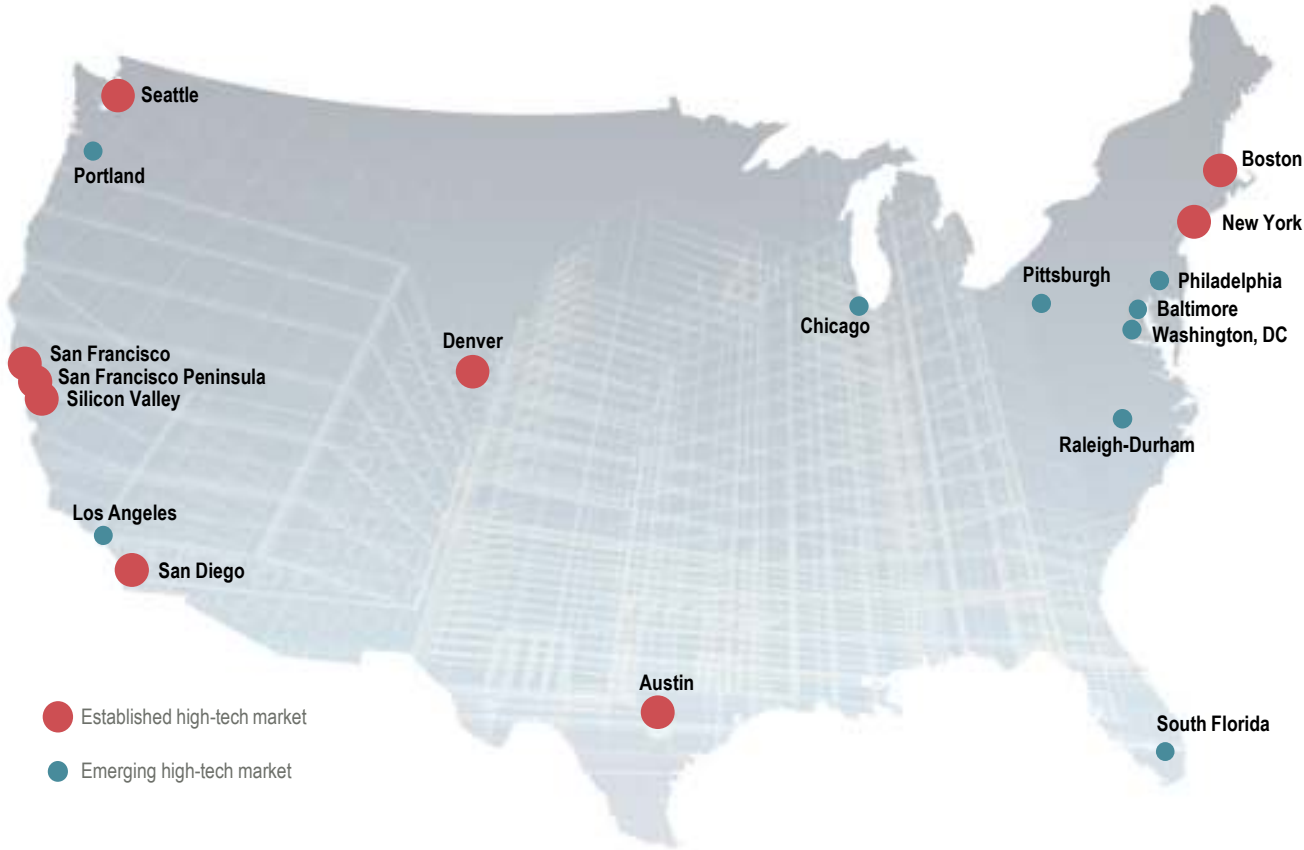 Seattle
Portland
Boston
New York
Pittsburgh
Philadelphia
Baltimore
Washington, DC
Chicago
Denver
San Francisco
San Francisco Peninsula
Silicon Valley
Raleigh-Durham
Los Angeles
San Diego
Austin
South Florida
Established high-tech market
Emerging high-tech market